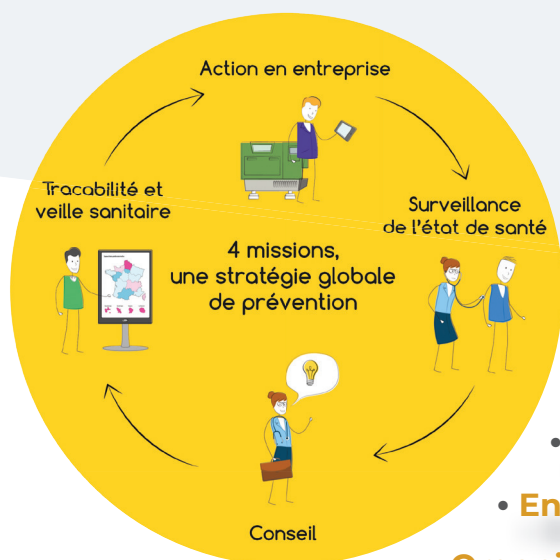 Action en entreprise
Tracabilité et
veille sanitaire
Surveillance
de l'état de santé
4 missions,
une stratégie globale
de prévention
Conseil
• En